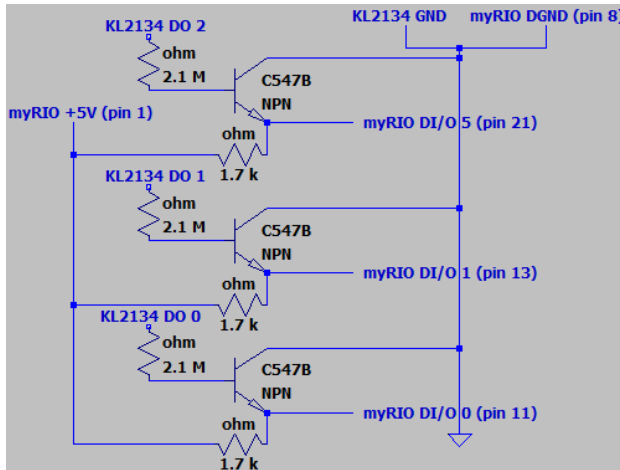 KL2134 GND myRIO DGND (pin 8)
KL2134 DO 2
ohm
2.1 M
C547B
NPN
myRIO +5V (pin 1)
myRIO DI/O 5 (pin 21)
ohm
1.7 k
KL2134 DO 1
ohm
2.1 M
C547B
NPN
myRIO DI/O 1 (pin 13)
ohm
1.7 k
KL2134 DO 0
ohm
2.1 M
C547B
NPN
myRIO DI/O 0 (pin 11)
ohm
1.7 k